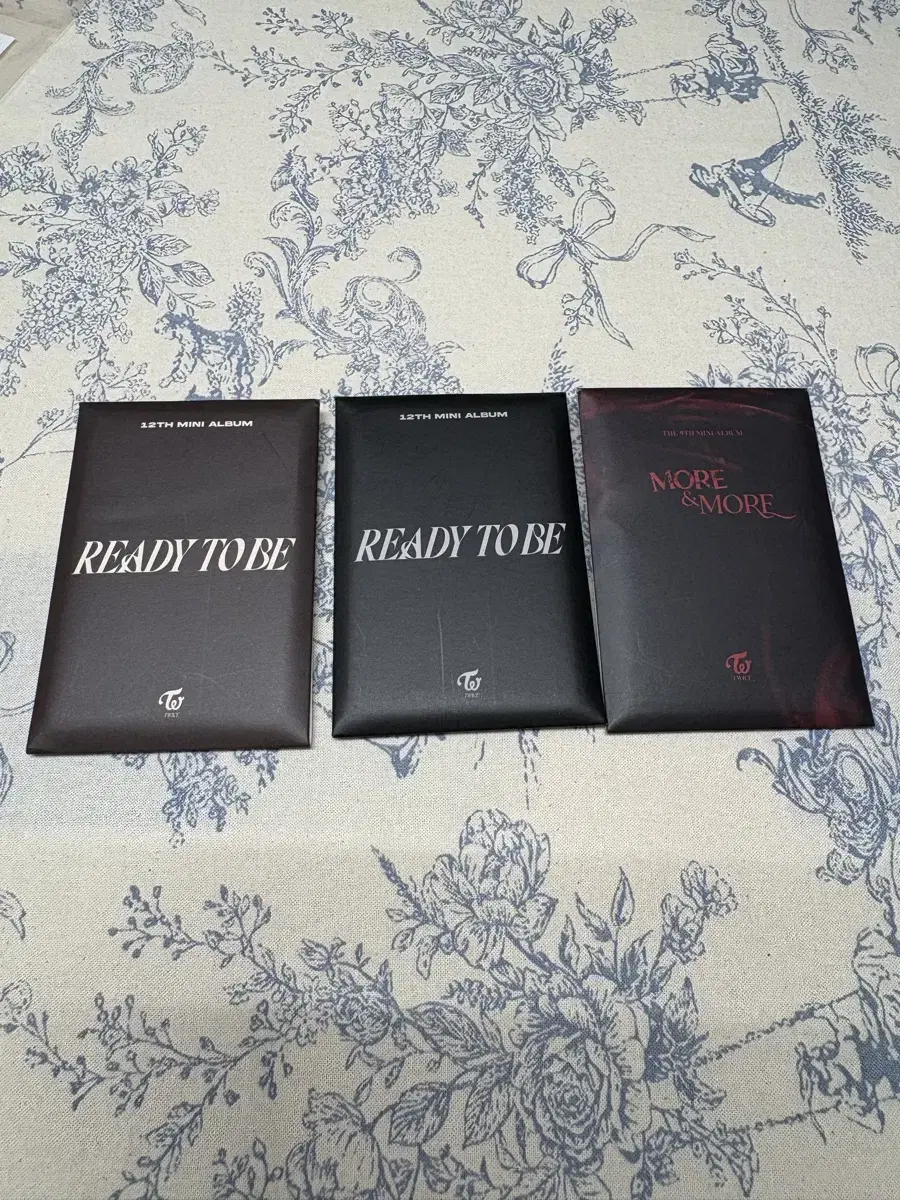 12TH MINI ALBUM
READY TO BE
TWICE
12TH MINI ALBUM
READY TO BE
TWICE
THE 9TH MINI ALBUM
MORE
&MORE
TWICE